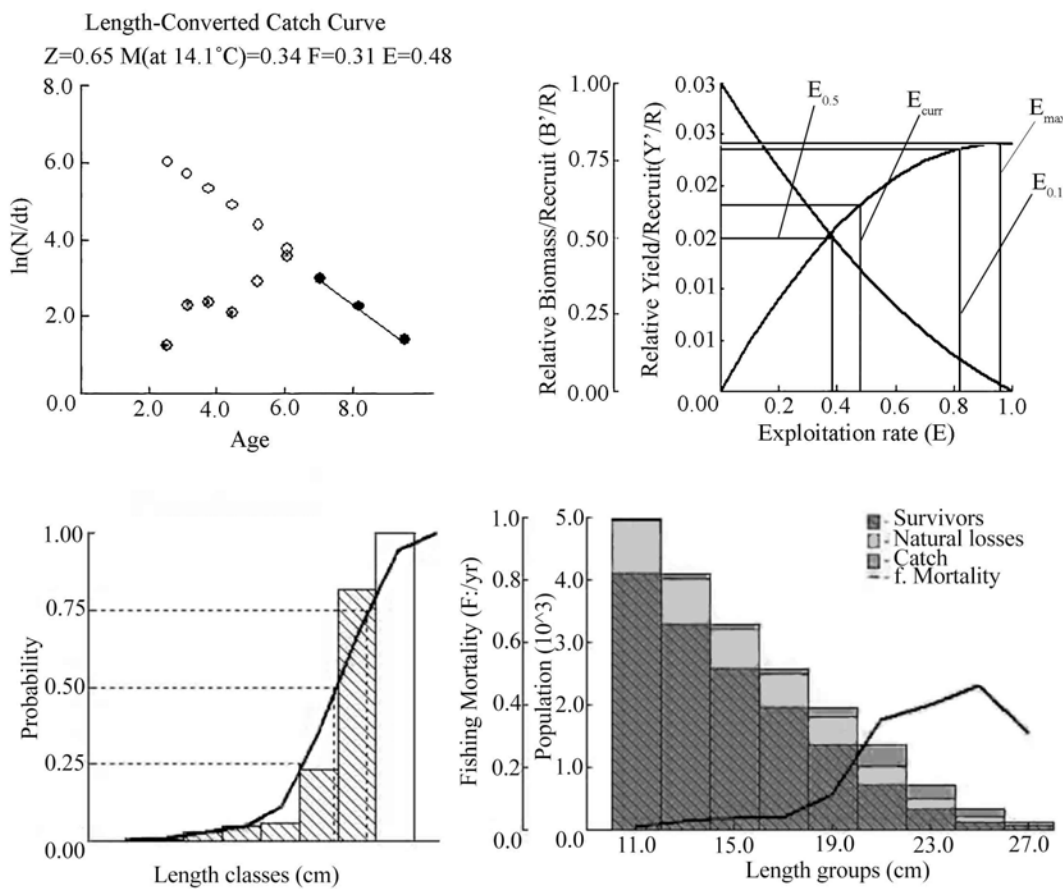 Length-Converted Catch Curve
Z=0.65 M(at 14.1˚C)=0.34 F=0.31 E=0.48
8.0
6.0
4.0
2.0
0.0
ln(N/dt)
2.0 4.0 6.0 8.0
Age
Relative Biomass/Recruit (B’/R)
1.00
0.75
0.50
0.25
0.00
Relative Yield/Recruit(Y’/R)
0.03
0.03
0.02
0.02
0.01
0.01
0.00
E0.5
Ecurr
Emax
E0.1
0.2 0.4 0.6 0.8 1.0
Exploitation rate (E)
Probability
1.00
0.75
0.50
0.25
0.00
Length classes (cm)
Fishing Mortality (F:/yr)
1.0
0.8
0.6
0.4
0.2
0.0
Population (10^3)
5.0
4.0
3.0
2.0
1.0
0.0
- Survivors
- Natural losses
- Catch
- f. Mortality
11.0 15.0 19.0 23.0 27.0
Length groups (cm)